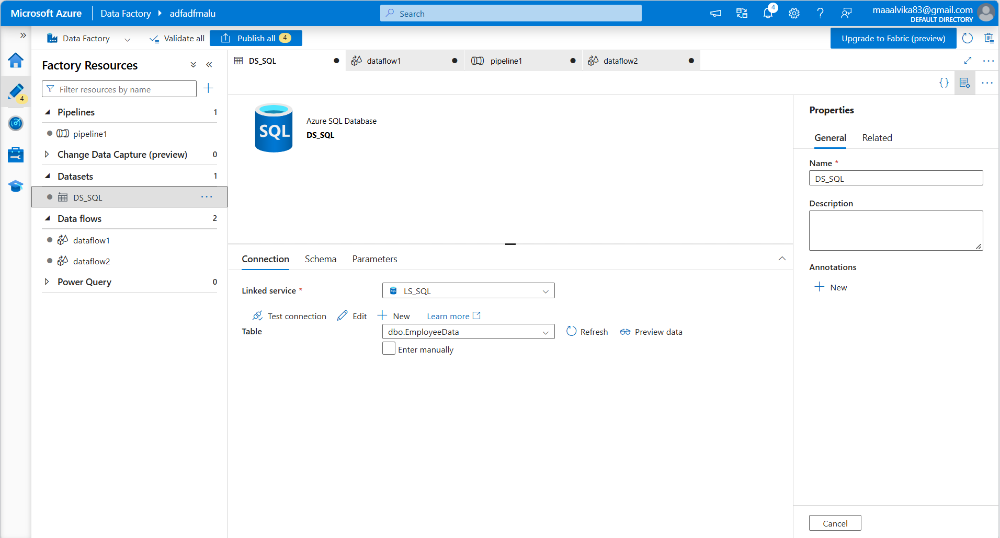 Microsoft Azure
Data Factory
adfadfmalu
Search
4
maaalvika83@gmail.com
DEFAULT DIRECTORY
Data Factory
Validate all
Publish all 4
Upgrade to Fabric (preview)
4
Factory Resources
Filter resources by name
Pipelines 1
pipeline1
Change Data Capture (preview) 0
Datasets 1
DS_SQL
Data flows 2
dataflow1
dataflow2
Power Query 0
DS_SQL
dataflow1
pipeline1
dataflow2
{}
SQL
Azure SQL Database
DS_SQL
Connection Schema Parameters
Linked service *
LS_SQL
Test connection Edit New Learn more
Table
dbo.EmployeeData
Refresh Preview data
Enter manually
Properties
General Related
Name *
DS_SQL
Description
Annotations
New
Cancel